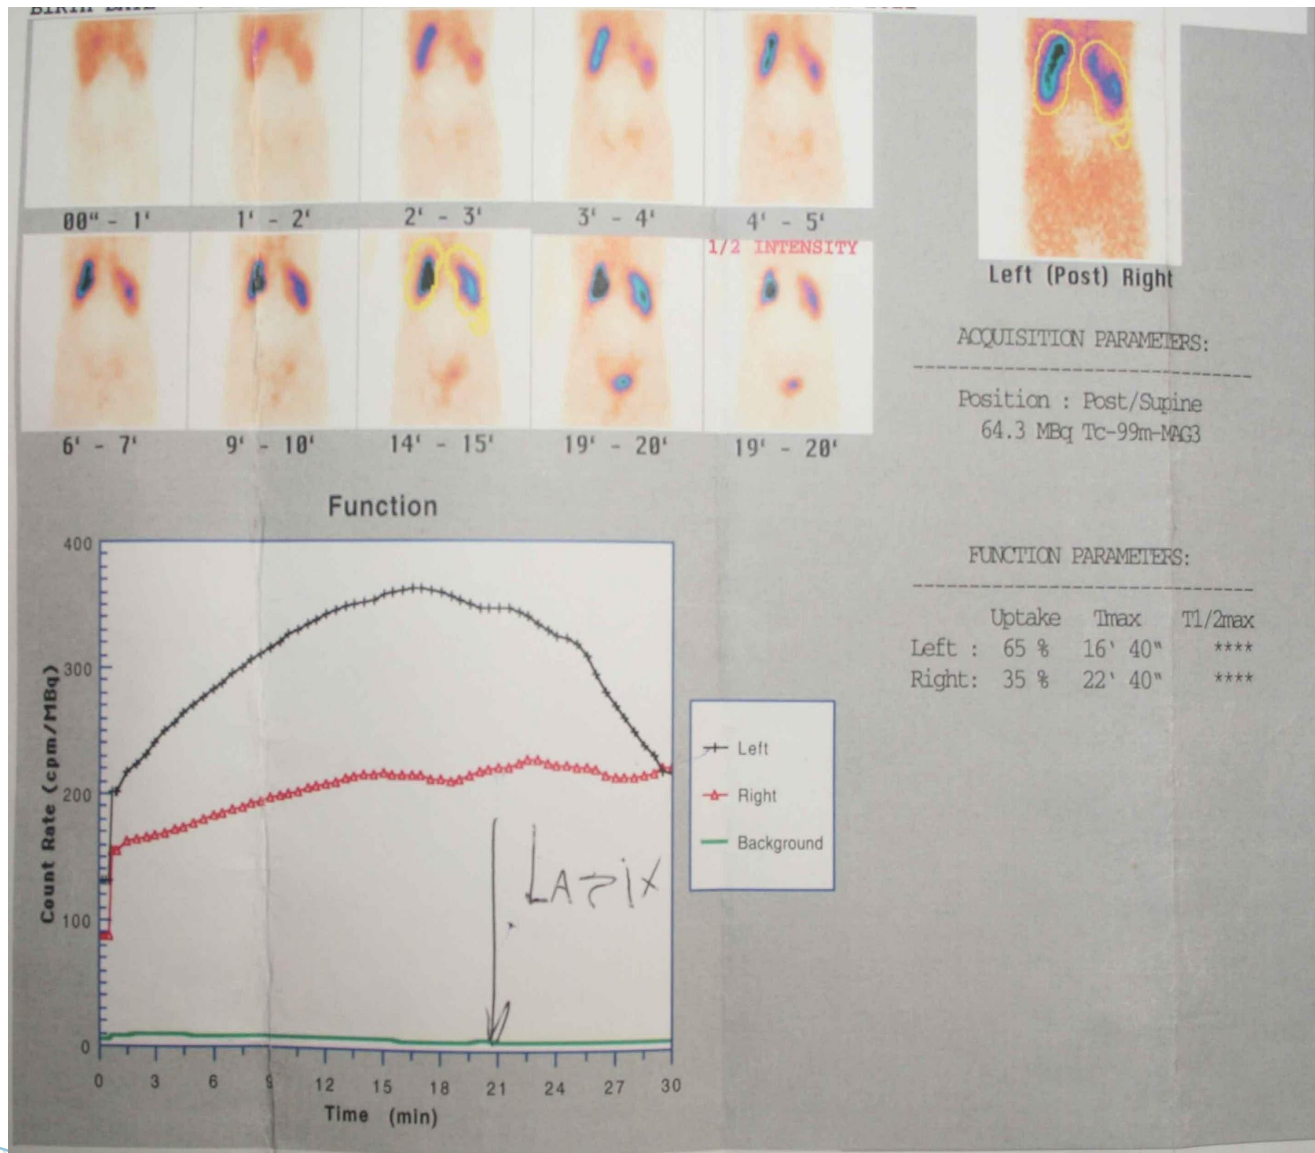 00" - 1'
1' - 2'
2' - 3'
3' - 4'
4' - 5'
1/2 INTENSITY
6' - 7'
9' - 10'
14' - 15'
19' - 20'
19' - 20'
Left (Post) Right
ACQUISITION PARAMETERS:
Position : Post/Supine
64.3 MBq Tc-99m-MAG3
FUNCTION PARAMETERS:
Uptake Tmax T1/2max
Left : 65 % 16' 40" ****
Right: 35 % 22' 40" ****
Function
Count Rate (cpm/MBq)
400
300
200
100
0
0 3 6 9 12 15 18 21 24 27 30
Time (min)
Left
Right
Background
Lasix